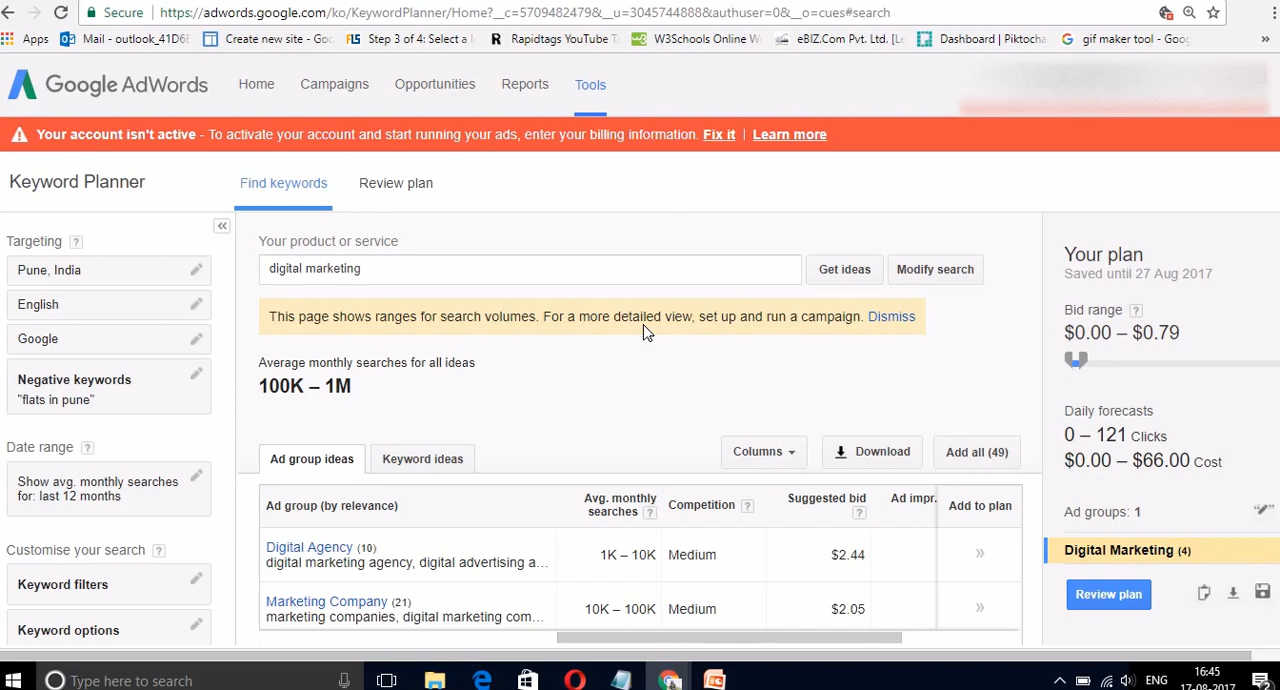 Secure https://adwords.google.com/ko/KeywordPlanner/Home?__c=5709482479&__u=3045744888&authuser=0&__o=cues#search
Apps Mail - outlook_41D6E Create new site - Goo Step 3 of 4: Select a l Rapidtags YouTube Ta W3Schools Online W eBIZ.Com Pvt. Ltd. [Le Dashboard | Piktocha gif maker tool - Goog »
Google AdWords Home Campaigns Opportunities Reports Tools
Your account isn't active - To activate your account and start running your ads, enter your billing information. Fix it | Learn more
Keyword Planner Find keywords Review plan
Targeting ?
Pune, India
English
Google
Negative keywords
"flats in pune"
Date range ?
Show avg. monthly searches
for: last 12 months
Customise your search ?
Keyword filters
Keyword options
Your product or service
digital marketing Get ideas Modify search
This page shows ranges for search volumes. For a more detailed view, set up and run a campaign. Dismiss
Average monthly searches for all ideas
100K – 1M
Ad group ideas Keyword ideas Columns Download Add all (49)
Ad group (by relevance) Avg. monthly searches ? Competition ? Suggested bid ? Ad impr. Add to plan
Digital Agency (10) 1K – 10K Medium $2.44 »
digital marketing agency, digital advertising a...
Marketing Company (21) 10K – 100K Medium $2.05 »
marketing companies, digital marketing com...
Your plan
Saved until 27 Aug 2017
Bid range ?
$0.00 – $0.79
Daily forecasts
0 – 121 Clicks
$0.00 – $66.00 Cost
Ad groups: 1
Digital Marketing (4)
Review plan
Type here to search ENG 16:45
17-08-2017